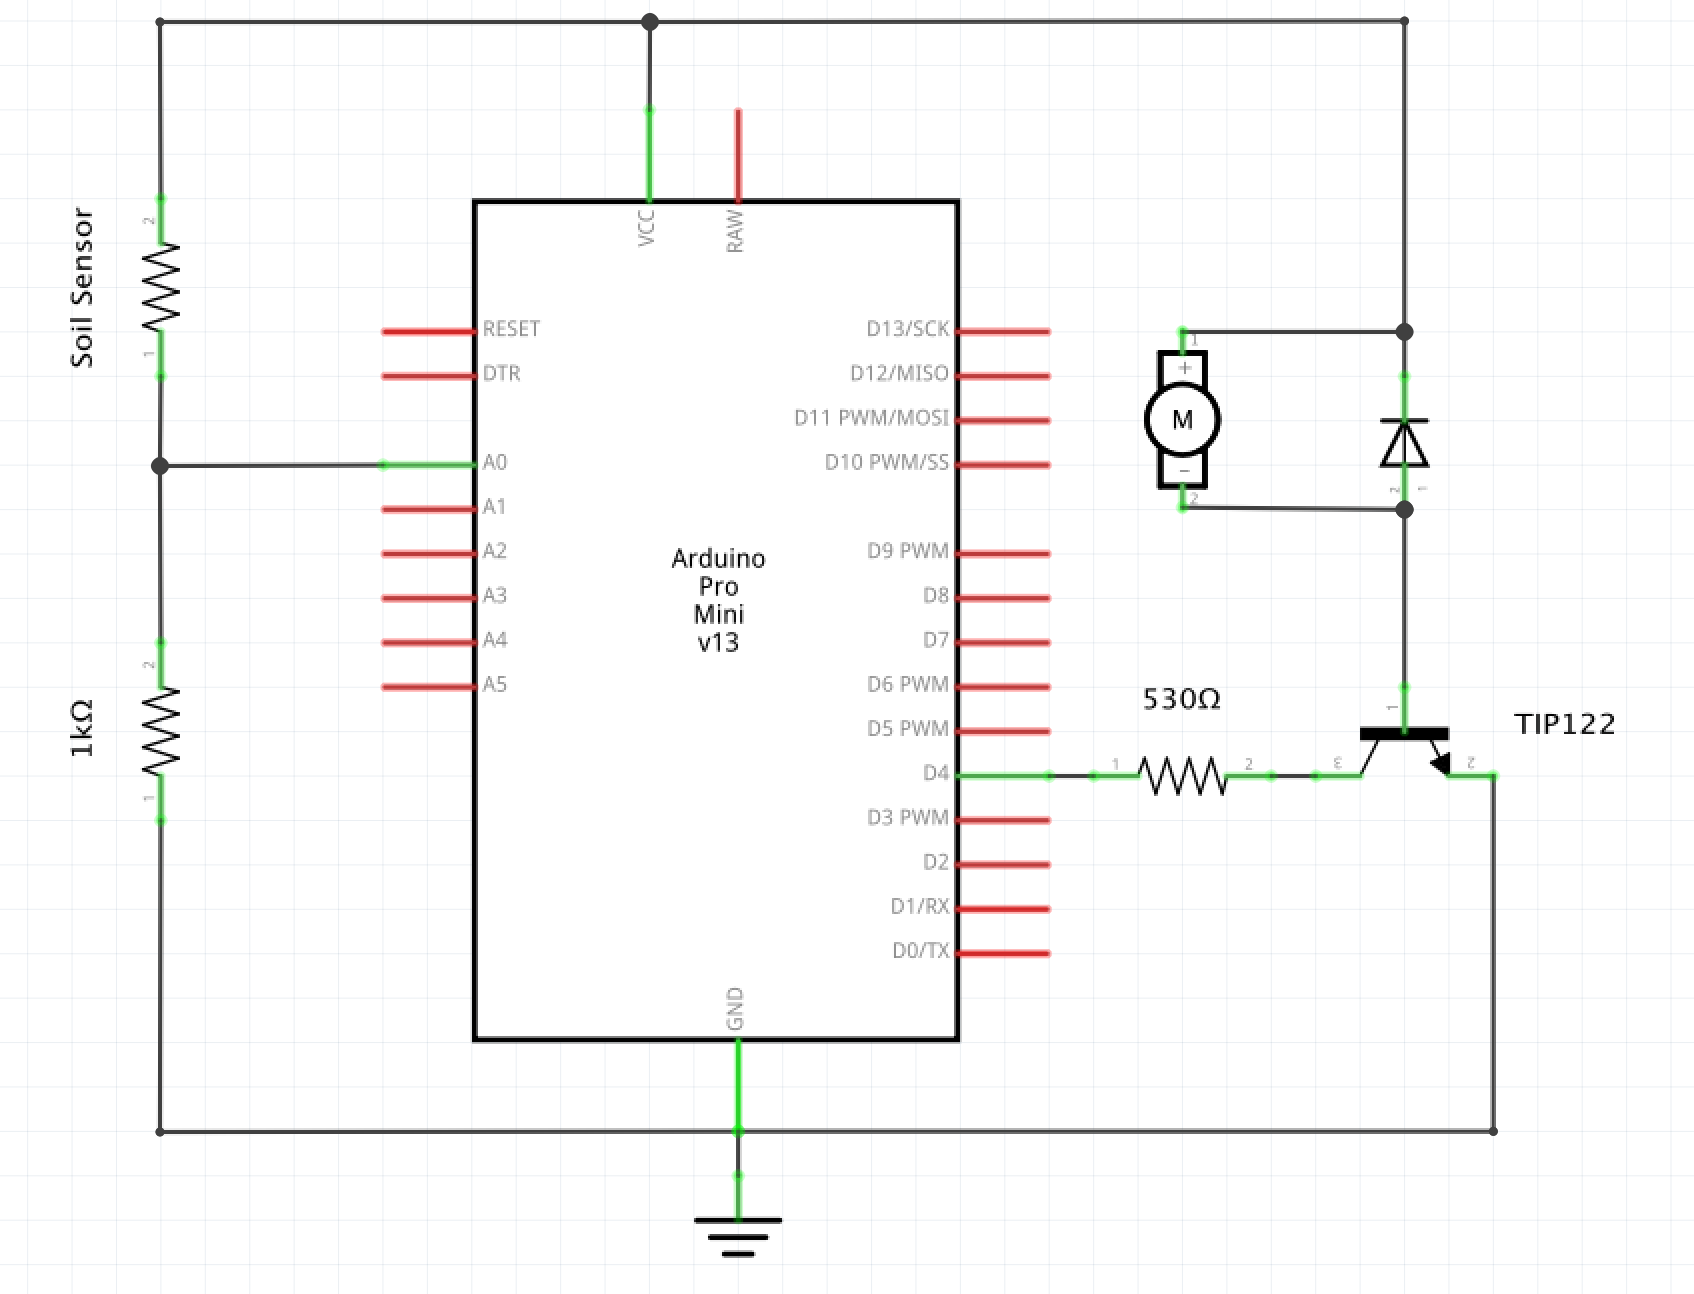 VCC
RAW
2
Soil Sensor
1
RESET
DTR
A0
A1
A2
A3
A4
A5
D13/SCK
D12/MISO
D11 PWM/MOSI
D10 PWM/SS
D9 PWM
D8
D7
D6 PWM
D5 PWM
D4
D3 PWM
D2
D1/RX
D0/TX
Arduino
Pro
Mini
v13
GND
2
1kΩ
1
1
+
M
-
2
2
1
530Ω
1
2
1
3
2
TIP122